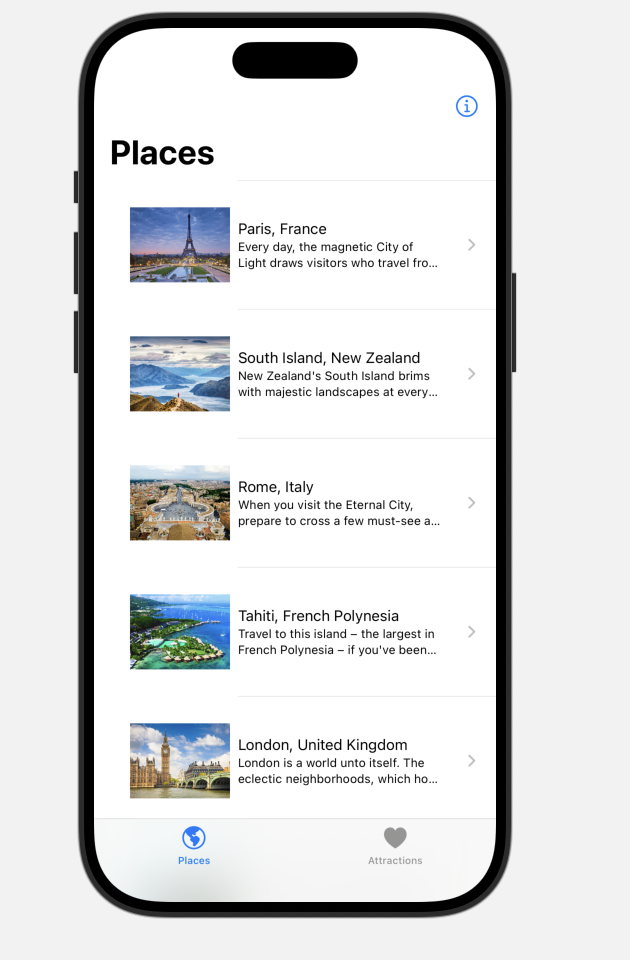 Places
Paris, France
Every day, the magnetic City of
Light draws visitors who travel fro...
South Island, New Zealand
New Zealand's South Island brims
with majestic landscapes at every...
Rome, Italy
When you visit the Eternal City,
prepare to cross a few must-see a...
Tahiti, French Polynesia
Travel to this island – the largest in
French Polynesia – if you've been...
London, United Kingdom
London is a world unto itself. The
eclectic neighborhoods, which ho...
Places
Attractions